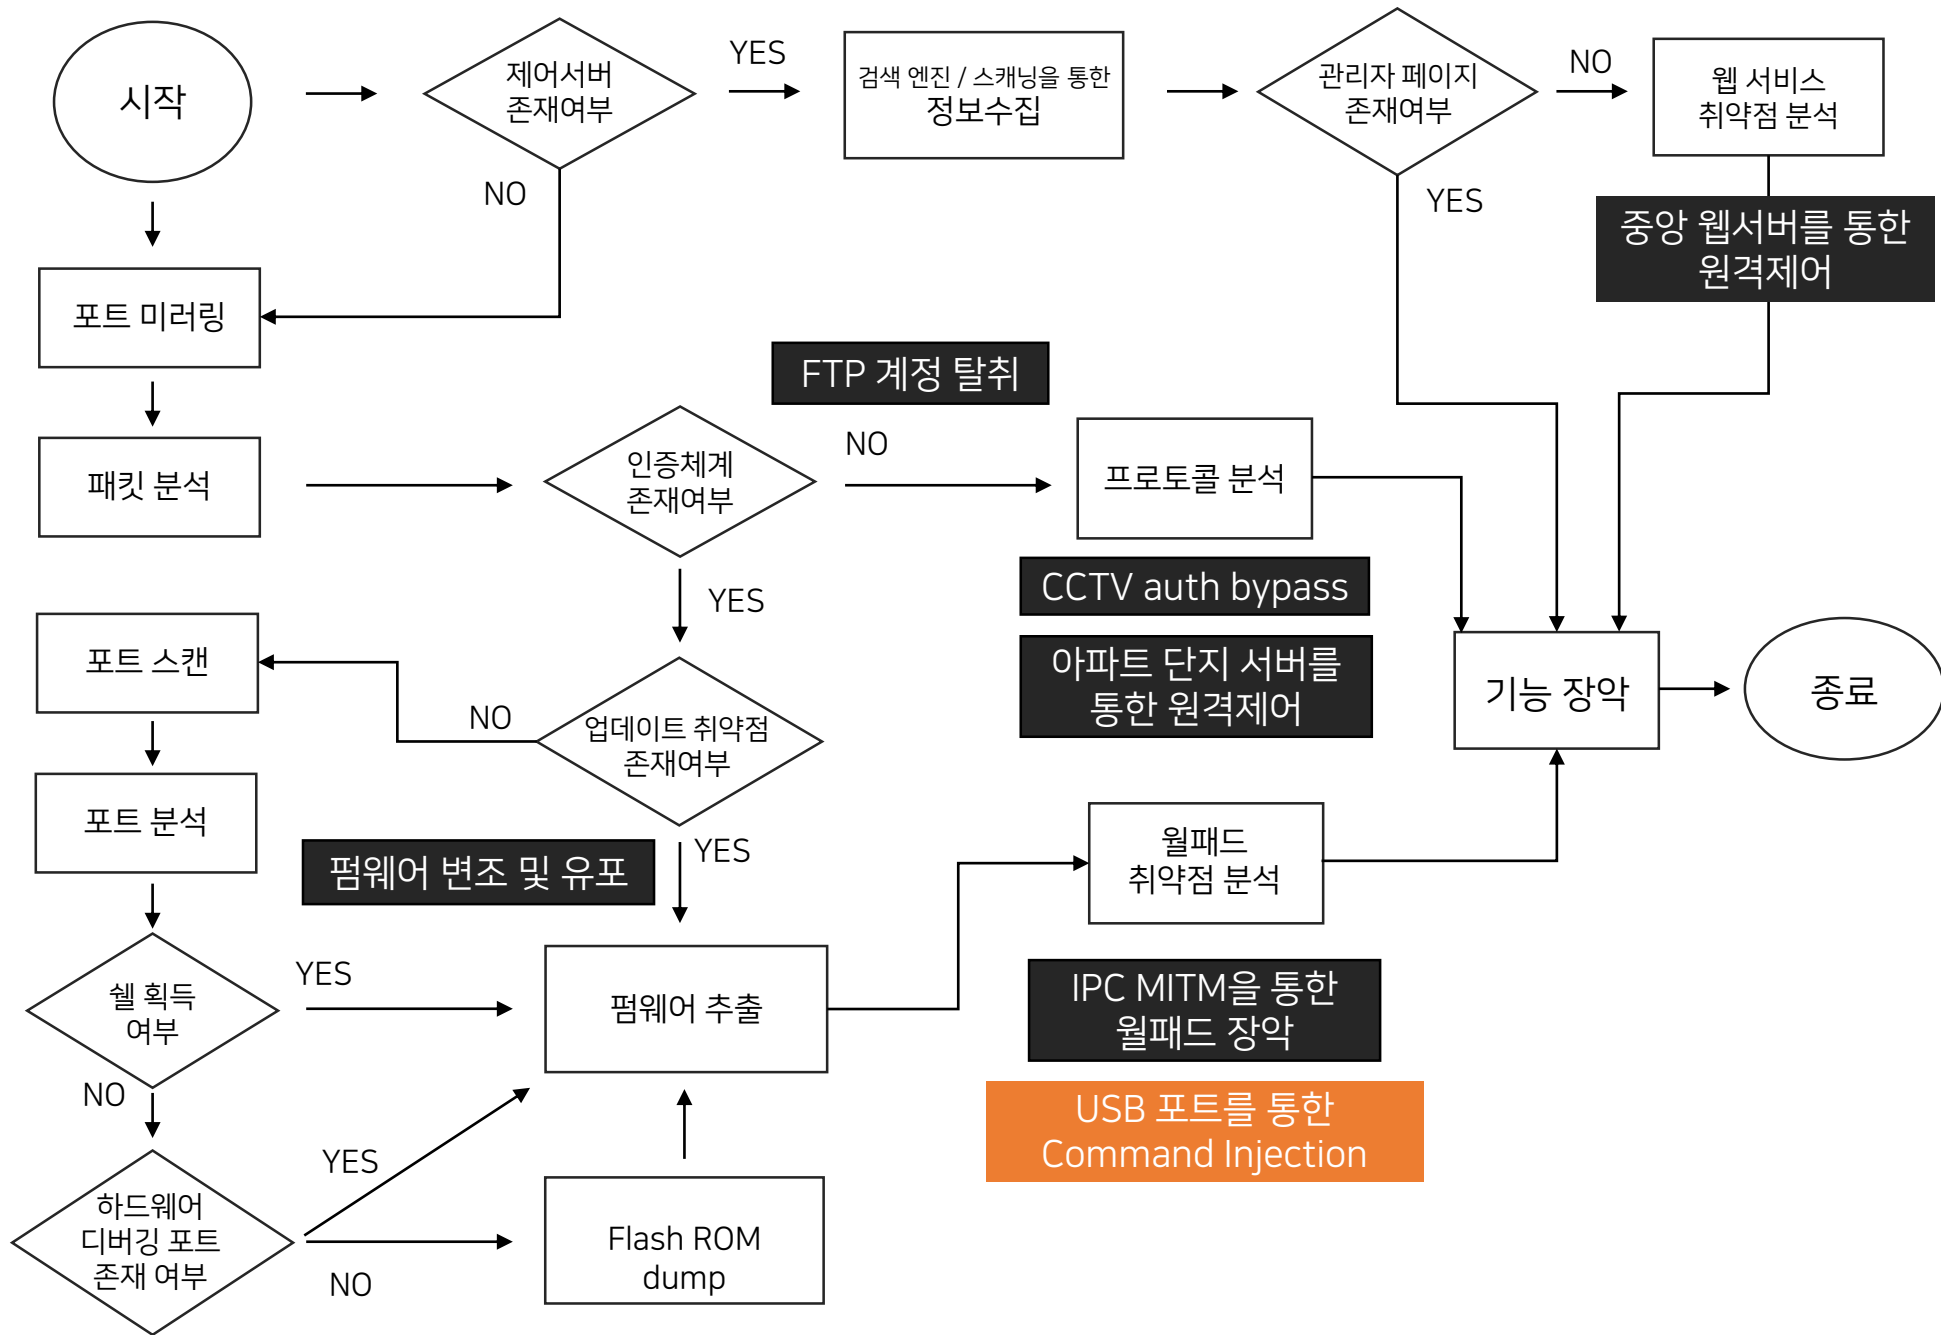 시작
제어서버
존재여부
YES
검색 엔진 / 스캐닝을 통한
정보수집
관리자 페이지
존재여부
NO
웹 서비스
취약점 분석
NO
YES
중앙 웹서버를 통한
원격제어
포트 미러링
FTP 계정 탈취
패킷 분석
인증체계
존재여부
NO
프로토콜 분석
YES
CCTV auth bypass
포트 스캔
아파트 단지 서버를
통한 원격제어
기능 장악
종료
NO
업데이트 취약점
존재여부
포트 분석
YES
펌웨어 변조 및 유포
월패드
취약점 분석
쉘 획득
여부
YES
펌웨어 추출
IPC MITM을 통한
월패드 장악
NO
USB 포트를 통한
Command Injection
YES
하드웨어
디버깅 포트
존재 여부
NO
Flash ROM
dump